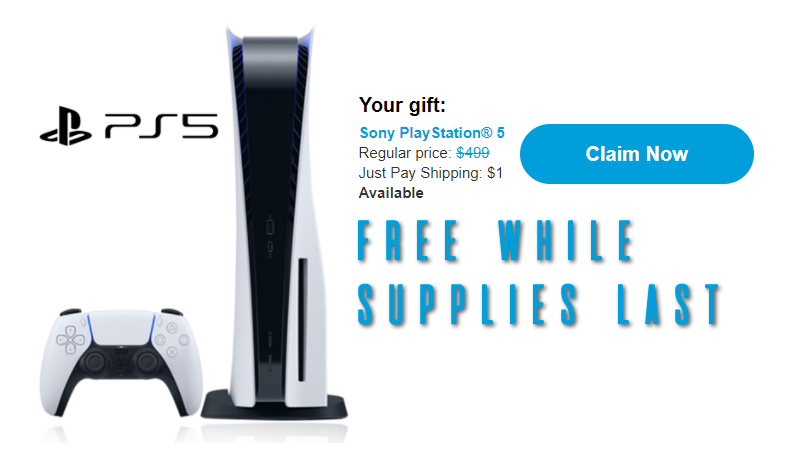 PS5
Your gift:
Sony PlayStation® 5
Regular price: $499
Just Pay Shipping: $1
Available
Claim Now
FREE WHILE
SUPPLIES LAST